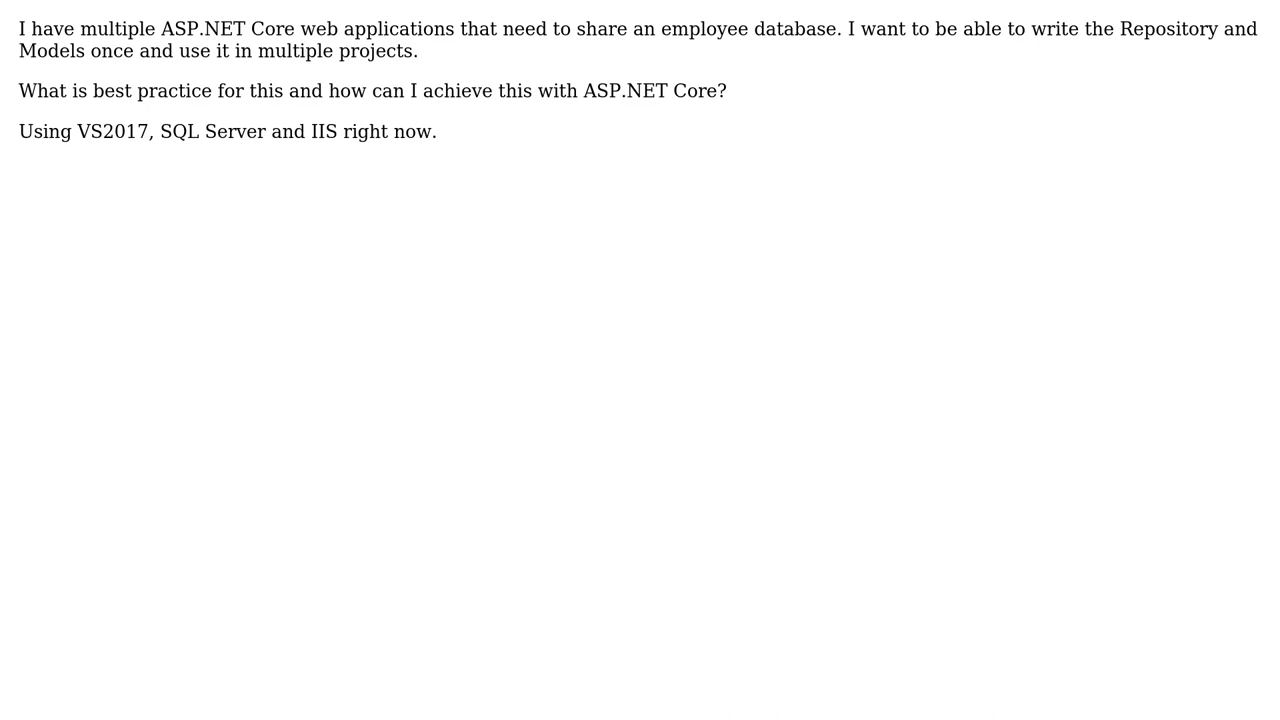 I have multiple ASP.NET Core web applications that need to share an employee database. I want to be able to write the Repository and
Models once and use it in multiple projects.
What is best practice for this and how can I achieve this with ASP.NET Core?
Using VS2017, SQL Server and IIS right now.